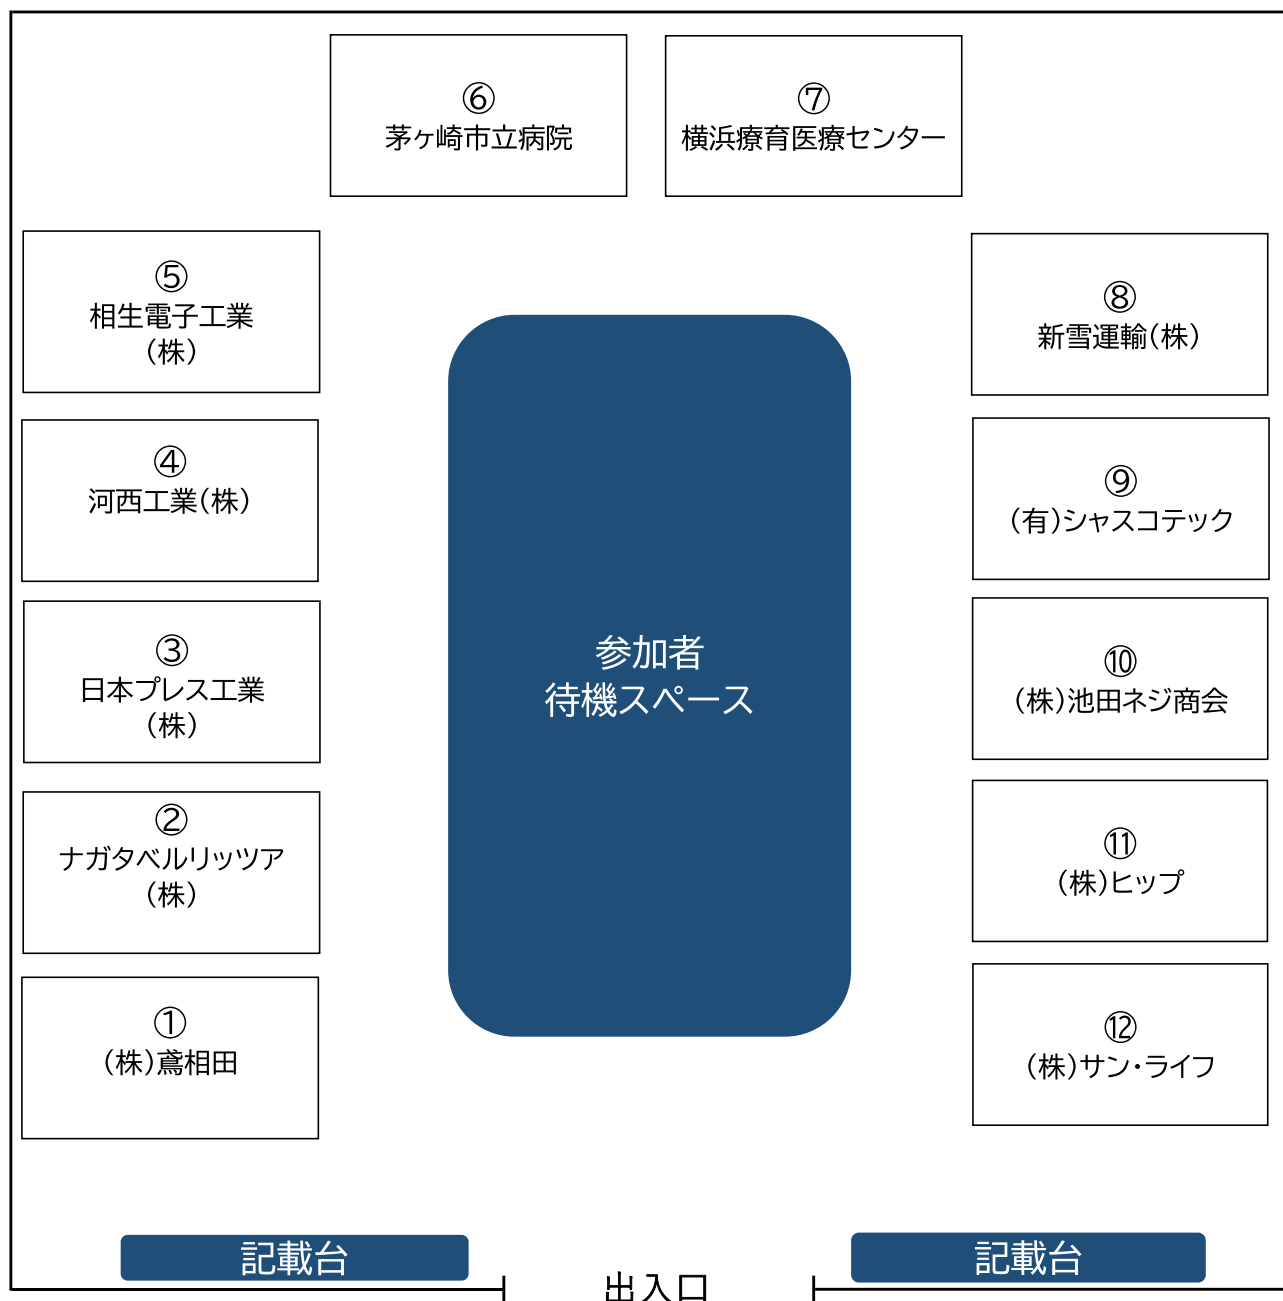 ⑥
茅ヶ崎市立病院
⑦
横浜療育医療センター
⑤
相生電子工業
(株)
⑧
新雪運輸(株)
④
河西工業(株)
⑨
(有)シャスコテック
③
日本プレス工業
(株)
参加者
待機スペース
⑩
(株)池田ネジ商会
②
ナガタベルリッツア
(株)
⑪
(株)ヒップ
①
(株)鳶相田
⑫
(株)サン・ライフ
記載台
記載台
出入口